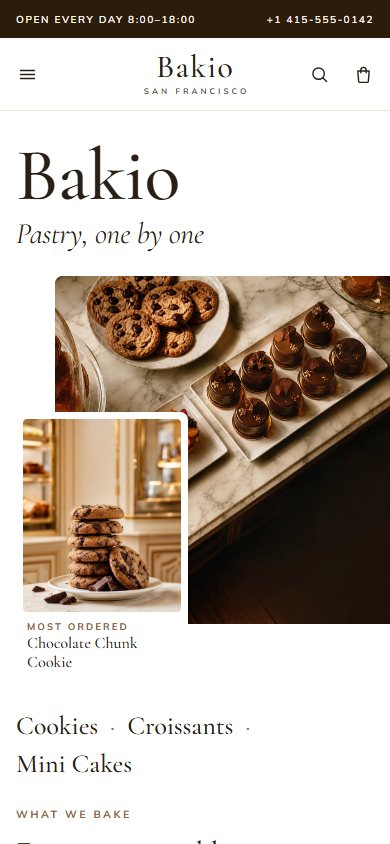 OPEN EVERY DAY 8:00–18:00
+1 415-555-0142
Bakio
SAN FRANCISCO
Bakio
Pastry, one by one
MOST ORDERED
Chocolate Chunk
Cookie
Cookies · Croissants ·
Mini Cakes
WHAT WE BAKE